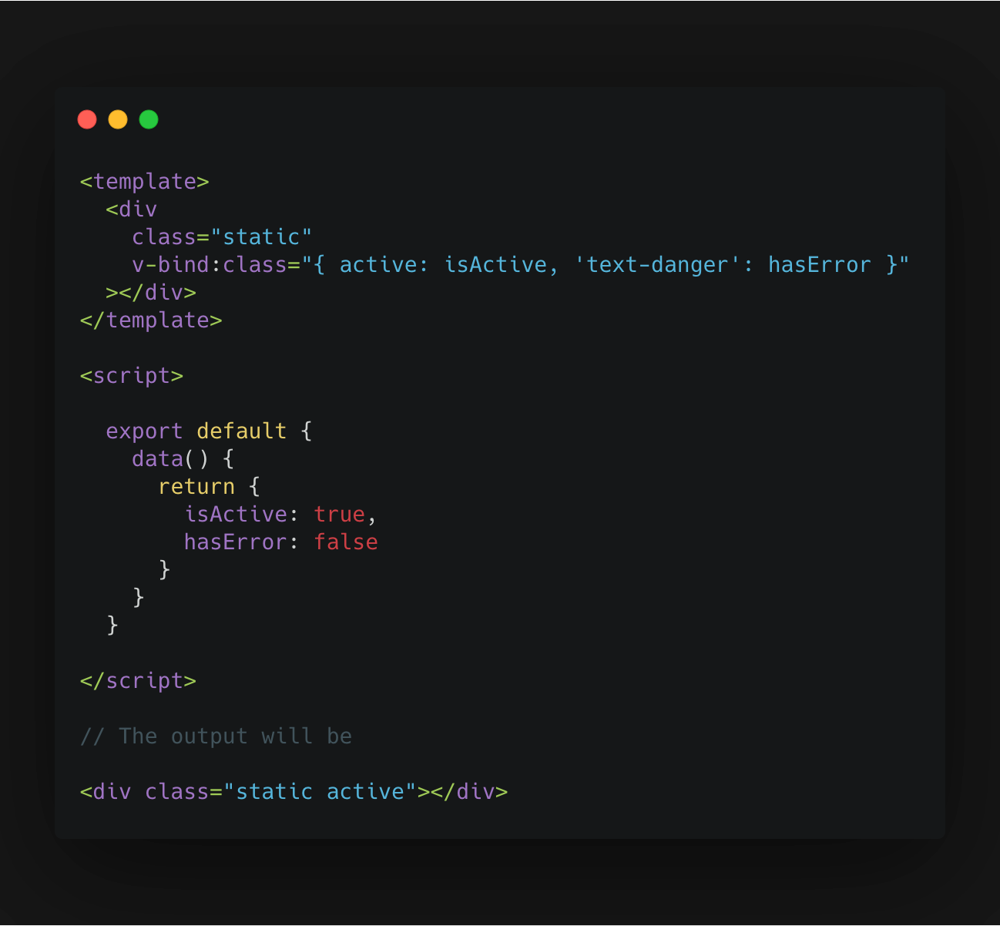 <template>
  <div
    class="static"
    v-bind:class="{ active: isActive, 'text-danger': hasError }"
  ></div>
</template>

<script>

  export default {
    data() {
      return {
        isActive: true,
        hasError: false
      }
    }
  }

</script>

// The output will be

<div class="static active"></div>